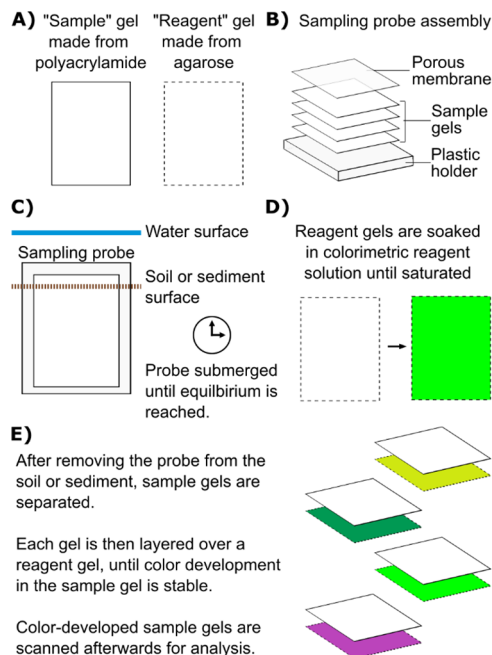 A) "Sample" gel
made from
polyacrylamide
"Reagent" gel
made from
agarose
B) Sampling probe assembly
Porous
membrane
Sample
gels
Plastic
holder
C)
Water surface
Sampling probe
Soil or sediment
surface
Probe submerged
until equilbirium is
reached.
D)
Reagent gels are soaked
in colorimetric reagent
solution until saturated
E)
After removing the probe from the
soil or sediment, sample gels are
separated.
Each gel is then layered over a
reagent gel, until color development
in the sample gel is stable.
Color-developed sample gels are
scanned afterwards for analysis.